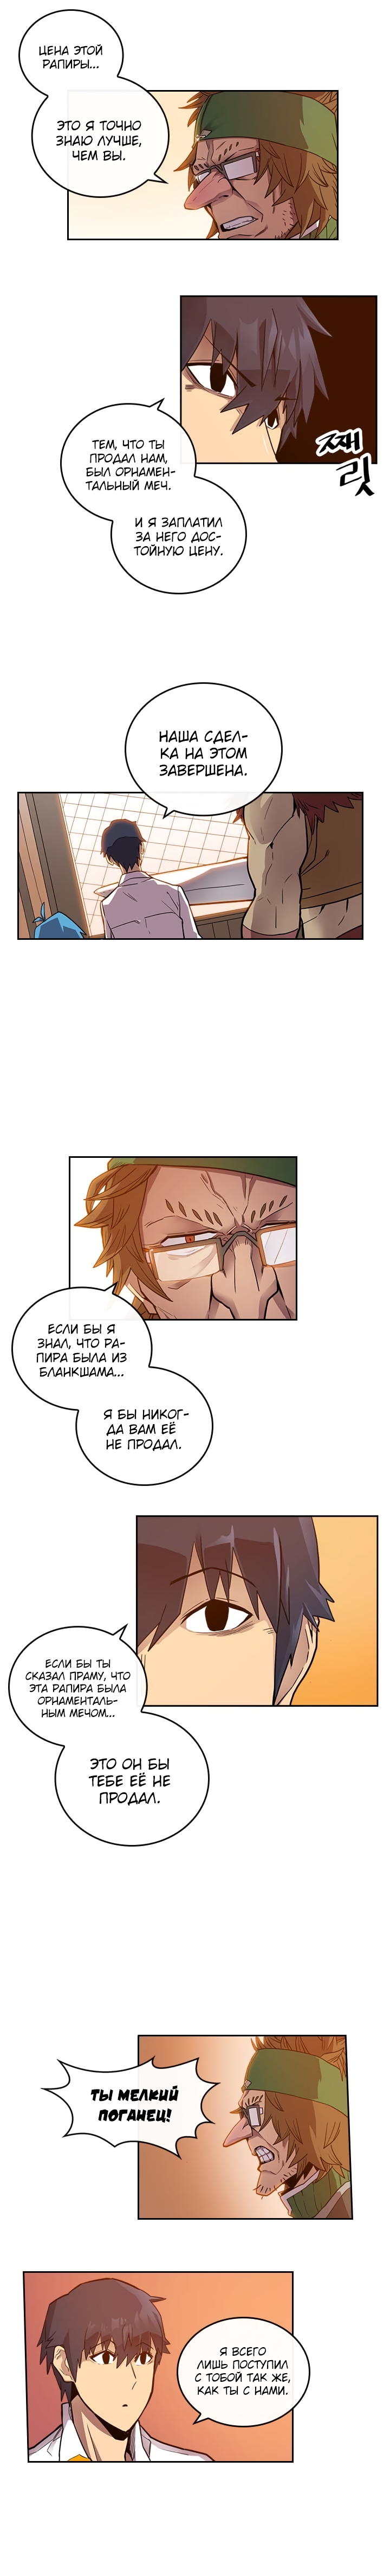 ЦЕНА ЭТОЙ
РАПИРЫ...
ЭТО Я ТОЧНО
ЗНАЮ ЛУЧШЕ,
ЧЕМ ВЫ.
ТЕМ, ЧТО ТЫ
ПРОДАЛ НАМ,
БЫЛ ОРНАМЕН-
ТАЛЬНЫЙ МЕЧ.
째
릿
И Я ЗАПЛАТИЛ
ЗА НЕГО ДОС-
ТОЙНУЮ ЦЕНУ.
НАША СДЕЛ-
КА НА ЭТОМ
ЗАВЕРШЕНА.
ЕСЛИ БЫ Я
ЗНАЛ, ЧТО РА-
ПИРА БЫЛА ИЗ
БЛАНКШАМА...
Я БЫ НИКОГ-
ДА ВАМ ЕЁ
НЕ ПРОДАЛ.
ЕСЛИ БЫ ТЫ
СКАЗАЛ ПРАМУ, ЧТО
ЭТА РАПИРА БЫЛА
ОРНАМЕНТАЛЬ-
НЫМ МЕЧОМ...
ЭТО ОН БЫ
ТЕБЕ ЕЁ НЕ
ПРОДАЛ.
ТЫ МЕЛКИЙ
ПОГАНЕЦ!
Я ВСЕГО
ЛИШЬ ПОСТУПИЛ
С ТОБОЙ ТАК ЖЕ,
КАК ТЫ С НАМИ.